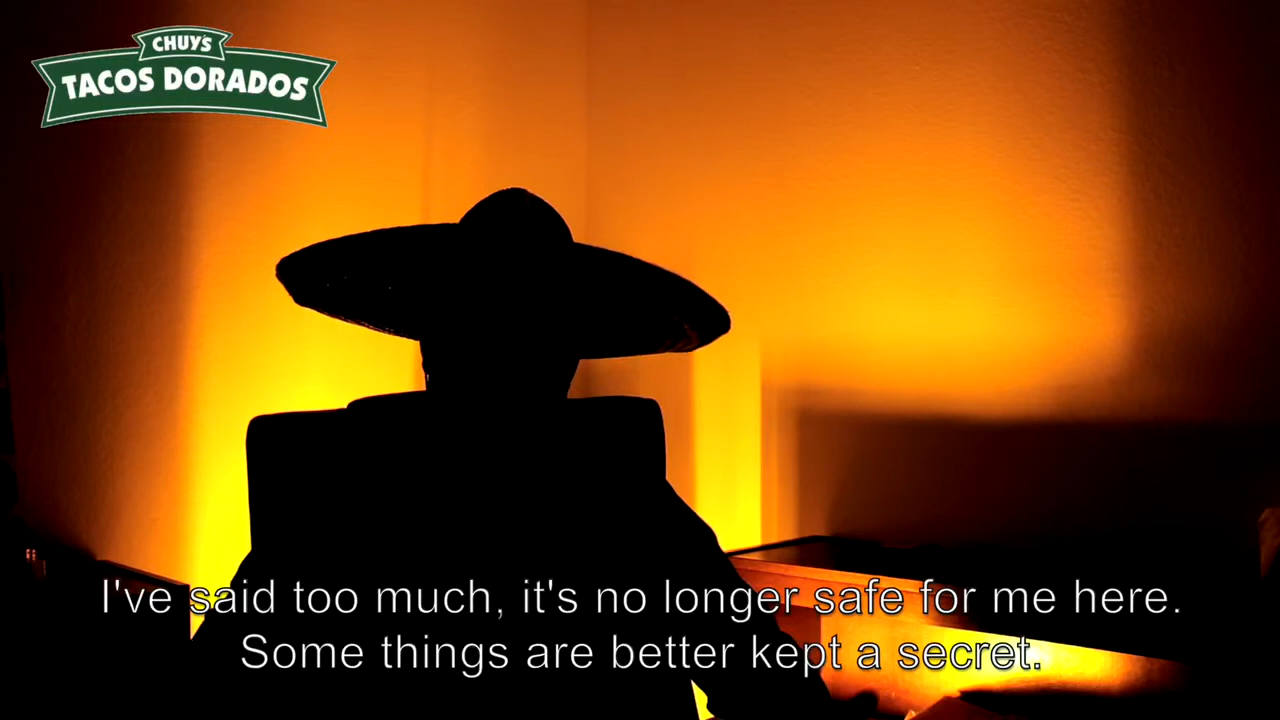 CHUY'S
TACOS DORADOS
I've said too much, it's no longer safe for me here.
Some things are better kept a secret.